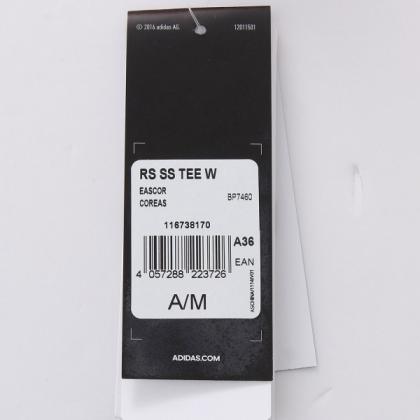 © 2016 adidas AG. 12011501
RS SS TEE W
EASCOR BP7460
COREAS
116738170
A36
EAN
4 057288 223726
A/M
ADIDAS.COM